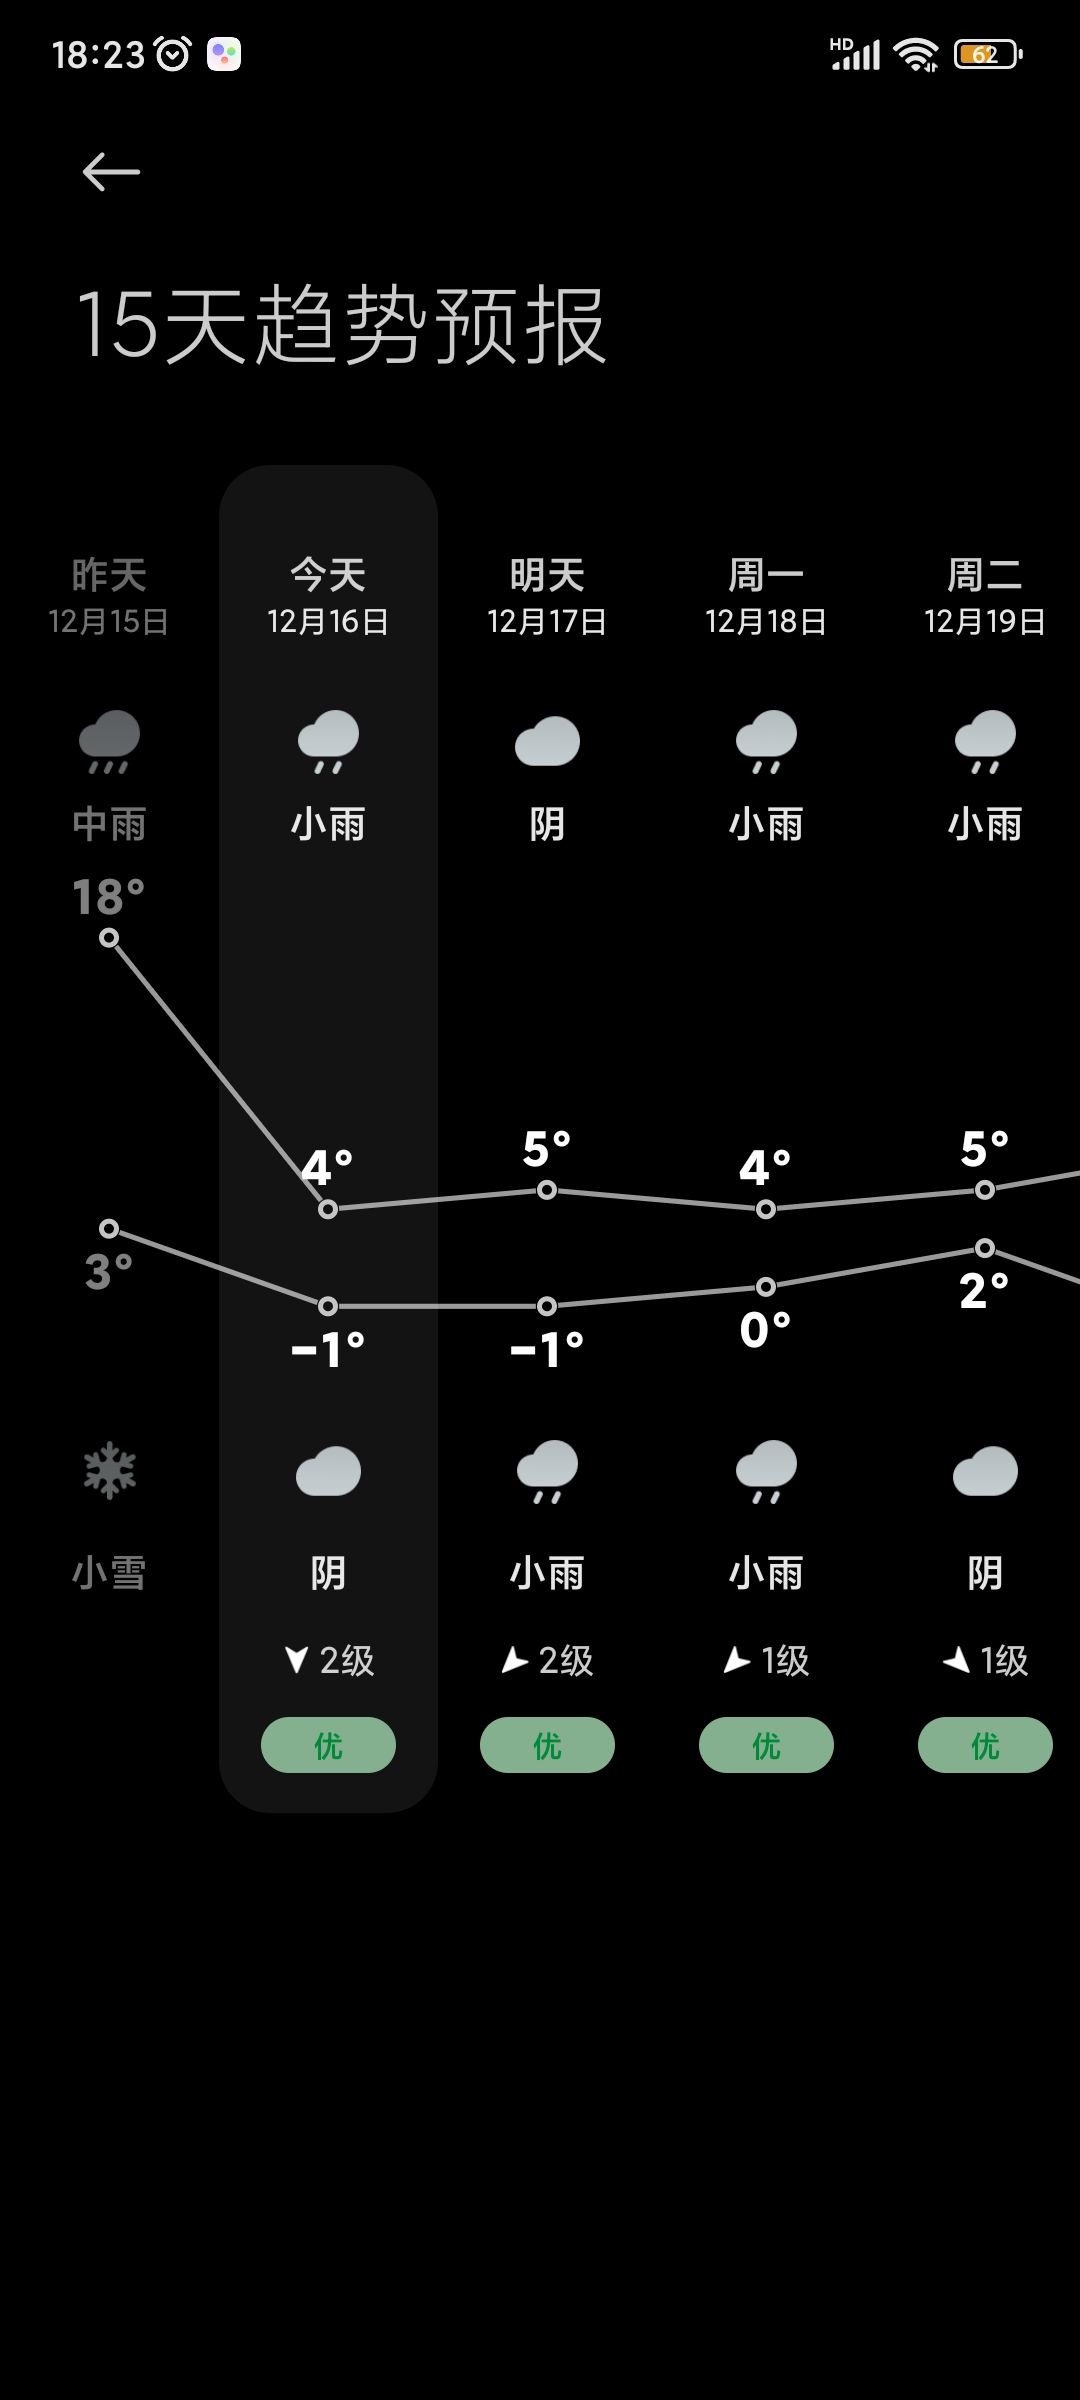 18:23 HD 62
15天趋势预报
昨天 今天 明天 周一 周二
12月15日 12月16日 12月17日 12月18日 12月19日
中雨 小雨 阴 小雨 小雨
18° 4° 5° 4° 5°
3° -1° -1° 0° 2°
小雪 阴 小雨 小雨 阴
2级 2级 1级 1级
优 优 优 优